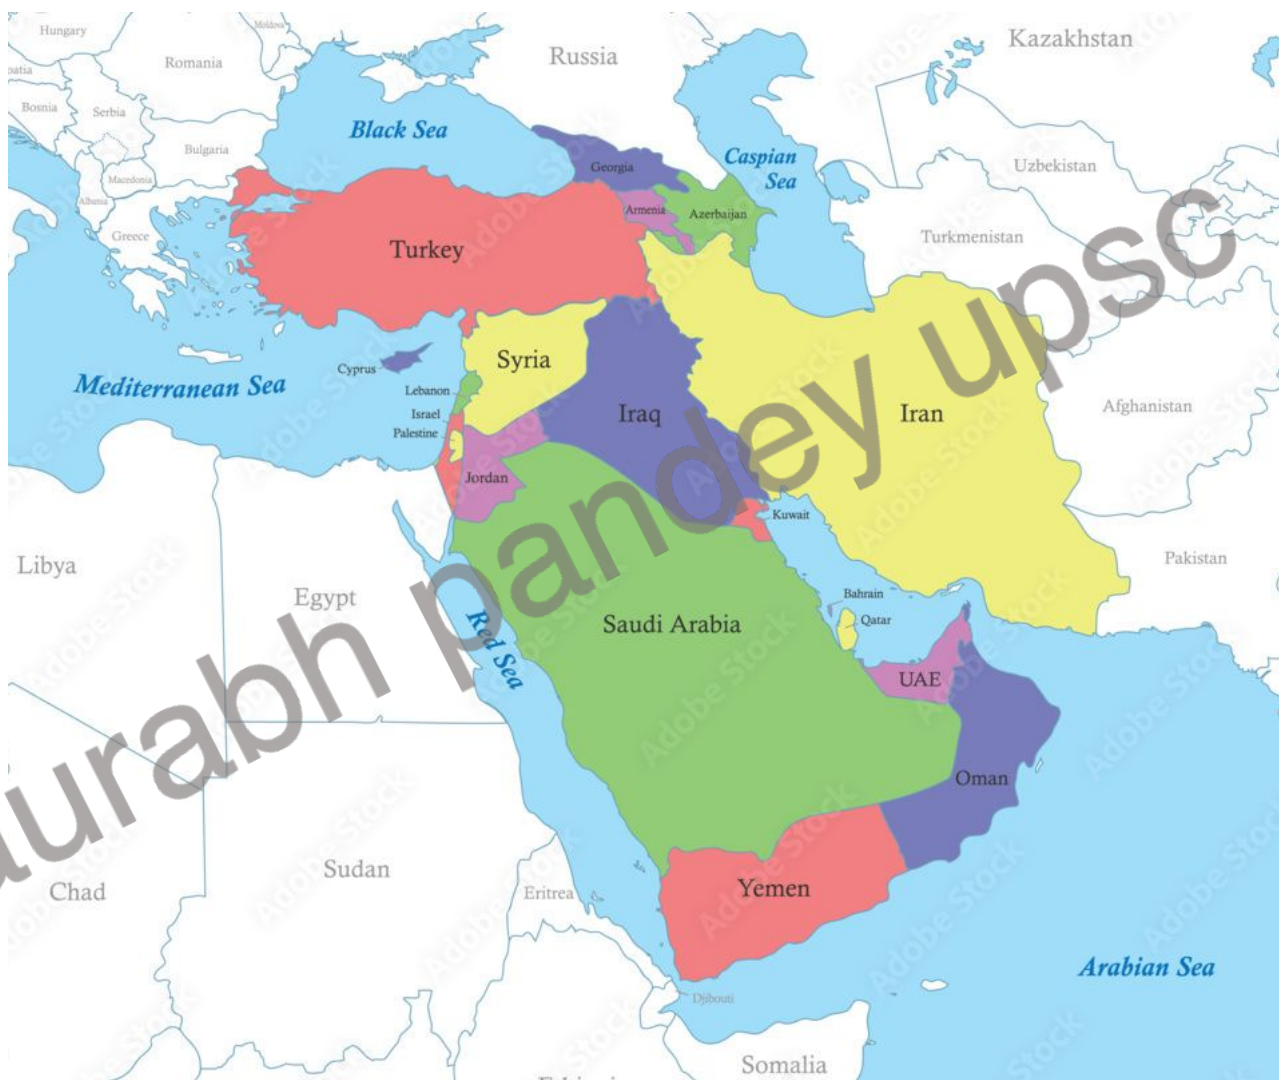 Moldova
Hungary
Kazakhstan
Russia
Romania
oatia
Bosnia
Serbia
Black Sea
Bulgaria
Caspian
Sea
Georgia
Uzbekistan
Macedonia
Albania
Armenia
Azerbaijan
Greece
Turkmenistan
Turkey
Syria
Cyprus
Mediterranean Sea
Lebanon
Israel
Palestine
Iraq
Iran
Afghanistan
Jordan
Kuwait
Libya
Pakistan
Egypt
Bahrain
Qatar
Saudi Arabia
Red Sea
UAE
Oman
Sudan
Chad
Eritrea
Yemen
Arabian Sea
Djibouti
Somalia
aurabh pandey upsc
Adobe Stock